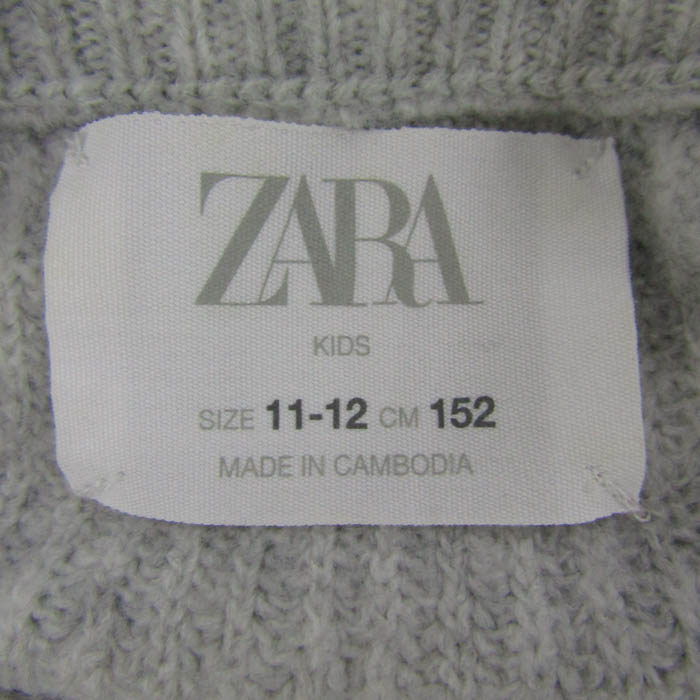 ZARA
KIDS
SIZE 11-12 CM 152
MADE IN CAMBODIA